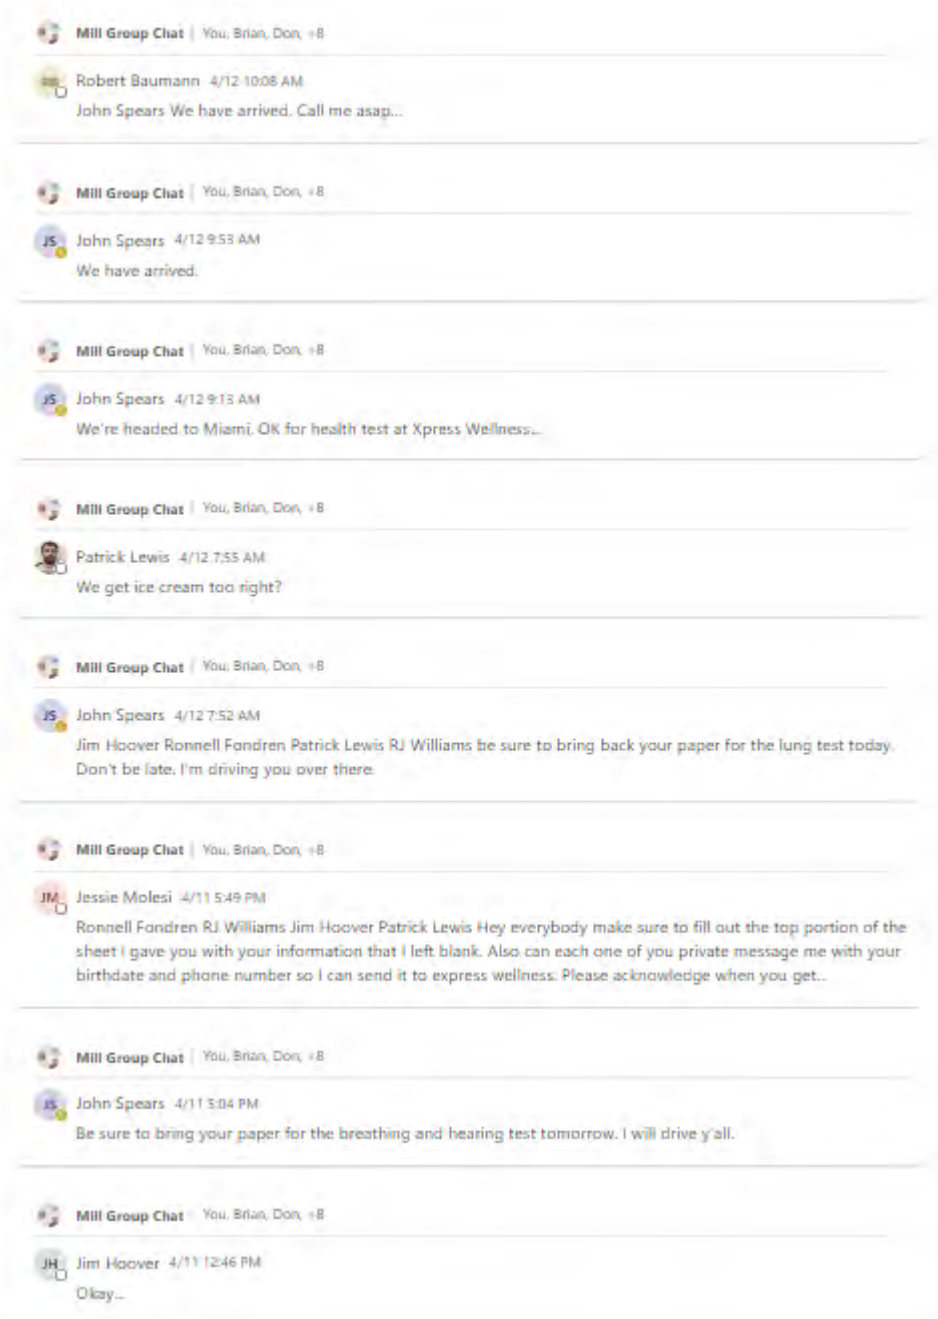 Mill Group Chat | You, Brian, Don, +8
Robert Baumann 4/12 10:08 AM
John Spears We have arrived. Call me asap...
Mill Group Chat | You, Brian, Don, +8
JS John Spears 4/12 9:53 AM
We have arrived.
Mill Group Chat | You, Brian, Don, +8
JS John Spears 4/12 9:13 AM
We're headed to Miami, OK for health test at Xpress Wellness...
Mill Group Chat | You, Brian, Don, +8
Patrick Lewis 4/12 7:55 AM
We get ice cream too right?
Mill Group Chat | You, Brian, Don, +8
JS John Spears 4/12 7:52 AM
Jim Hoover Ronnell Fondren Patrick Lewis RJ Williams be sure to bring back your paper for the lung test today.
Don't be late. I'm driving you over there.
Mill Group Chat | You, Brian, Don, +8
JM Jessie Molesi 4/11 5:49 PM
Ronnell Fondren RJ Williams Jim Hoover Patrick Lewis Hey everybody make sure to fill out the top portion of the
sheet I gave you with your information that I left blank. Also can each one of you private message me with your
birthdate and phone number so I can send it to express wellness. Please acknowledge when you get...
Mill Group Chat | You, Brian, Don, +8
JS John Spears 4/11 5:04 PM
Be sure to bring your paper for the breathing and hearing test tomorrow. I will drive y'all.
Mill Group Chat You, Brian, Don, +8
JH Jim Hoover 4/11 12:46 PM
Okay...